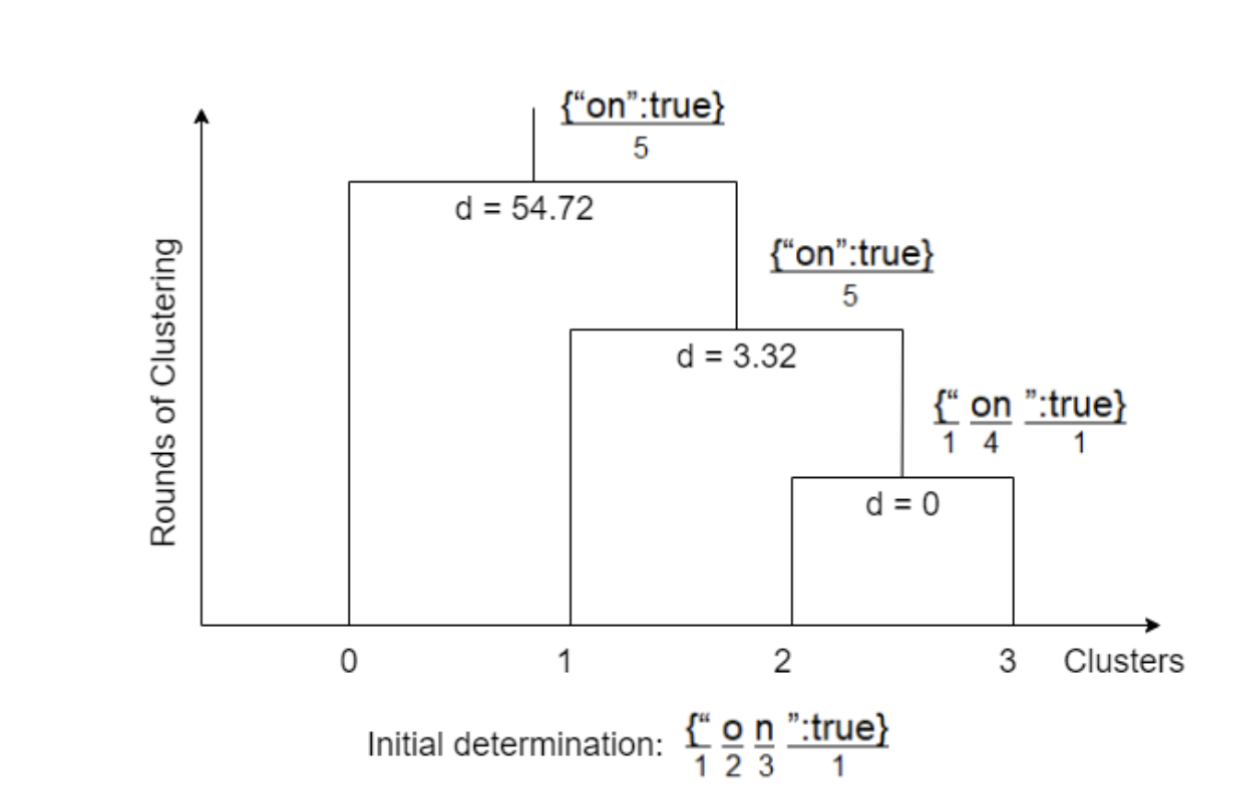 {“on”:true}
5
d = 54.72
{“on”:true}
5
d = 3.32
{“ on ”:true}
1 4 1
d = 0
Rounds of Clustering
0 1 2 3 Clusters
Initial determination: {“ o n ”:true}
1 2 3 1